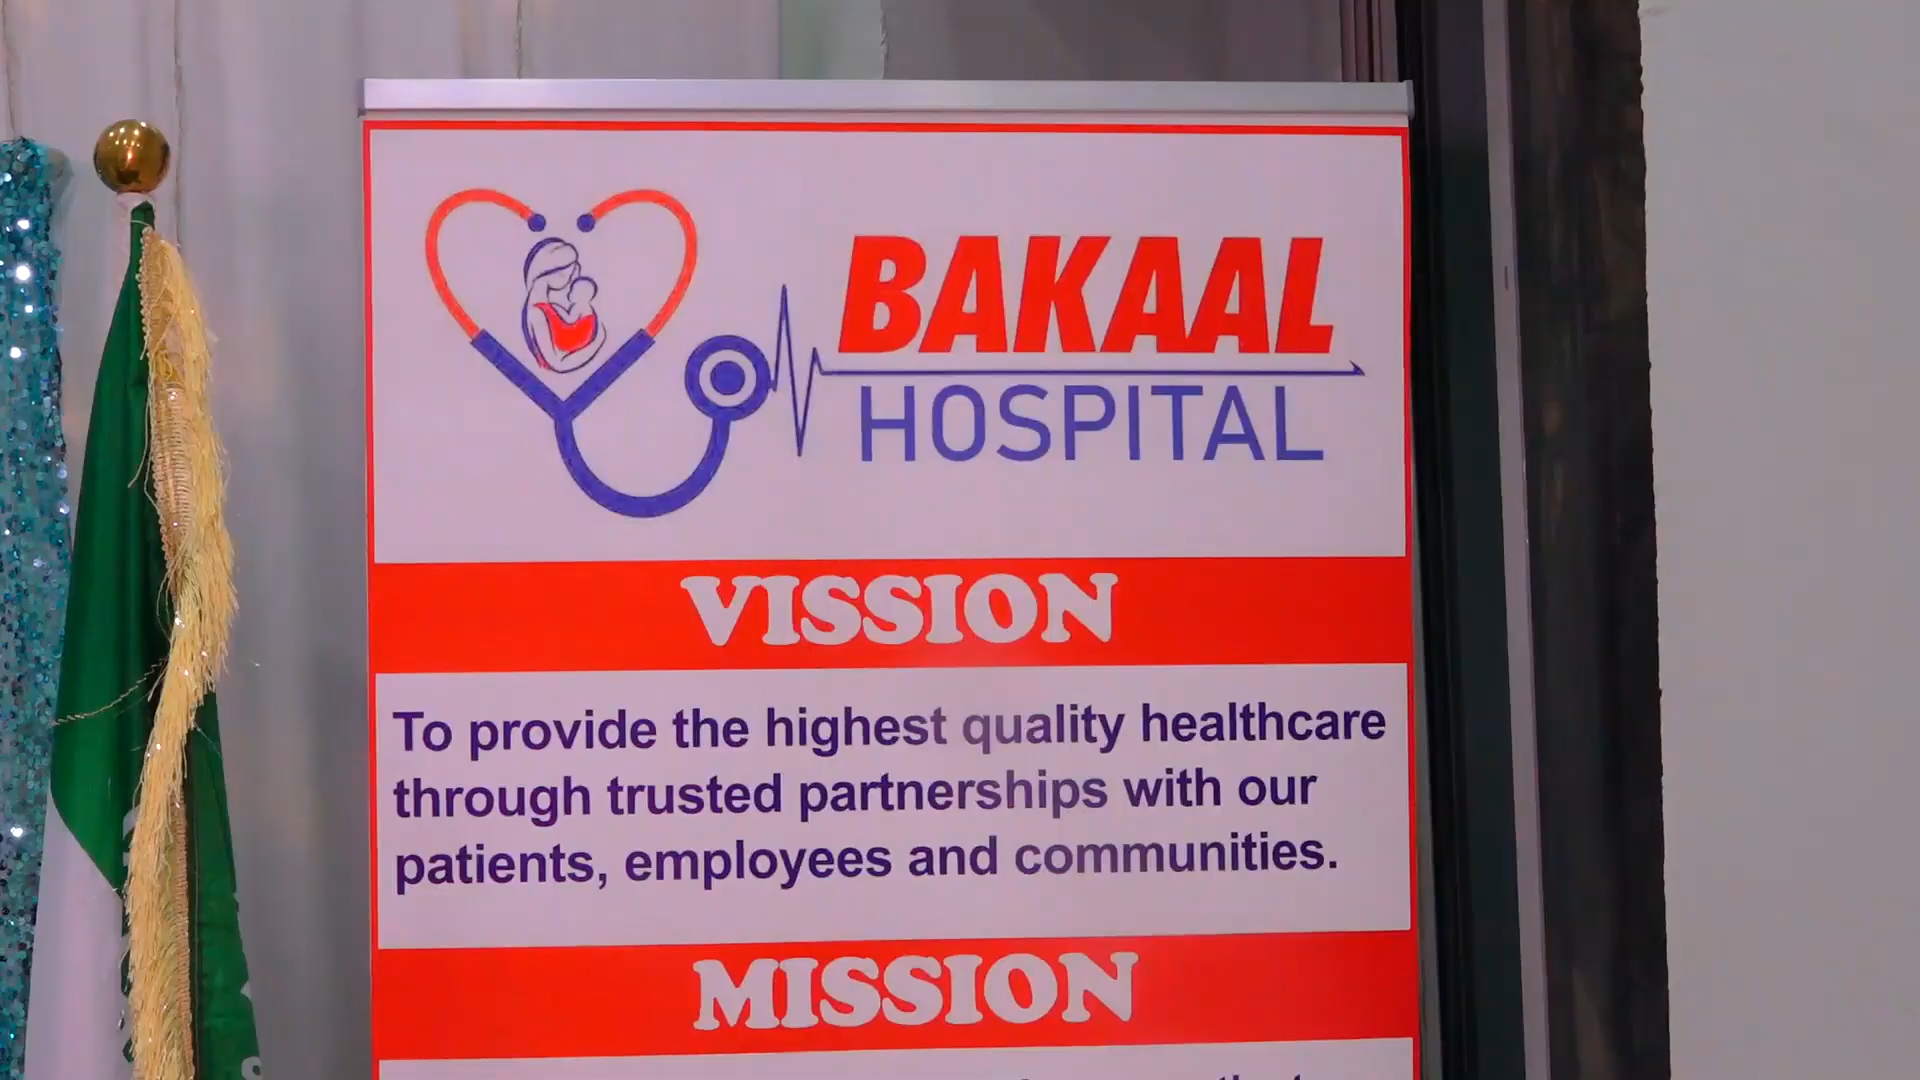 BAKAAL
HOSPITAL
VISSION
To provide the highest quality healthcare
through trusted partnerships with our
patients, employees and communities.
MISSION